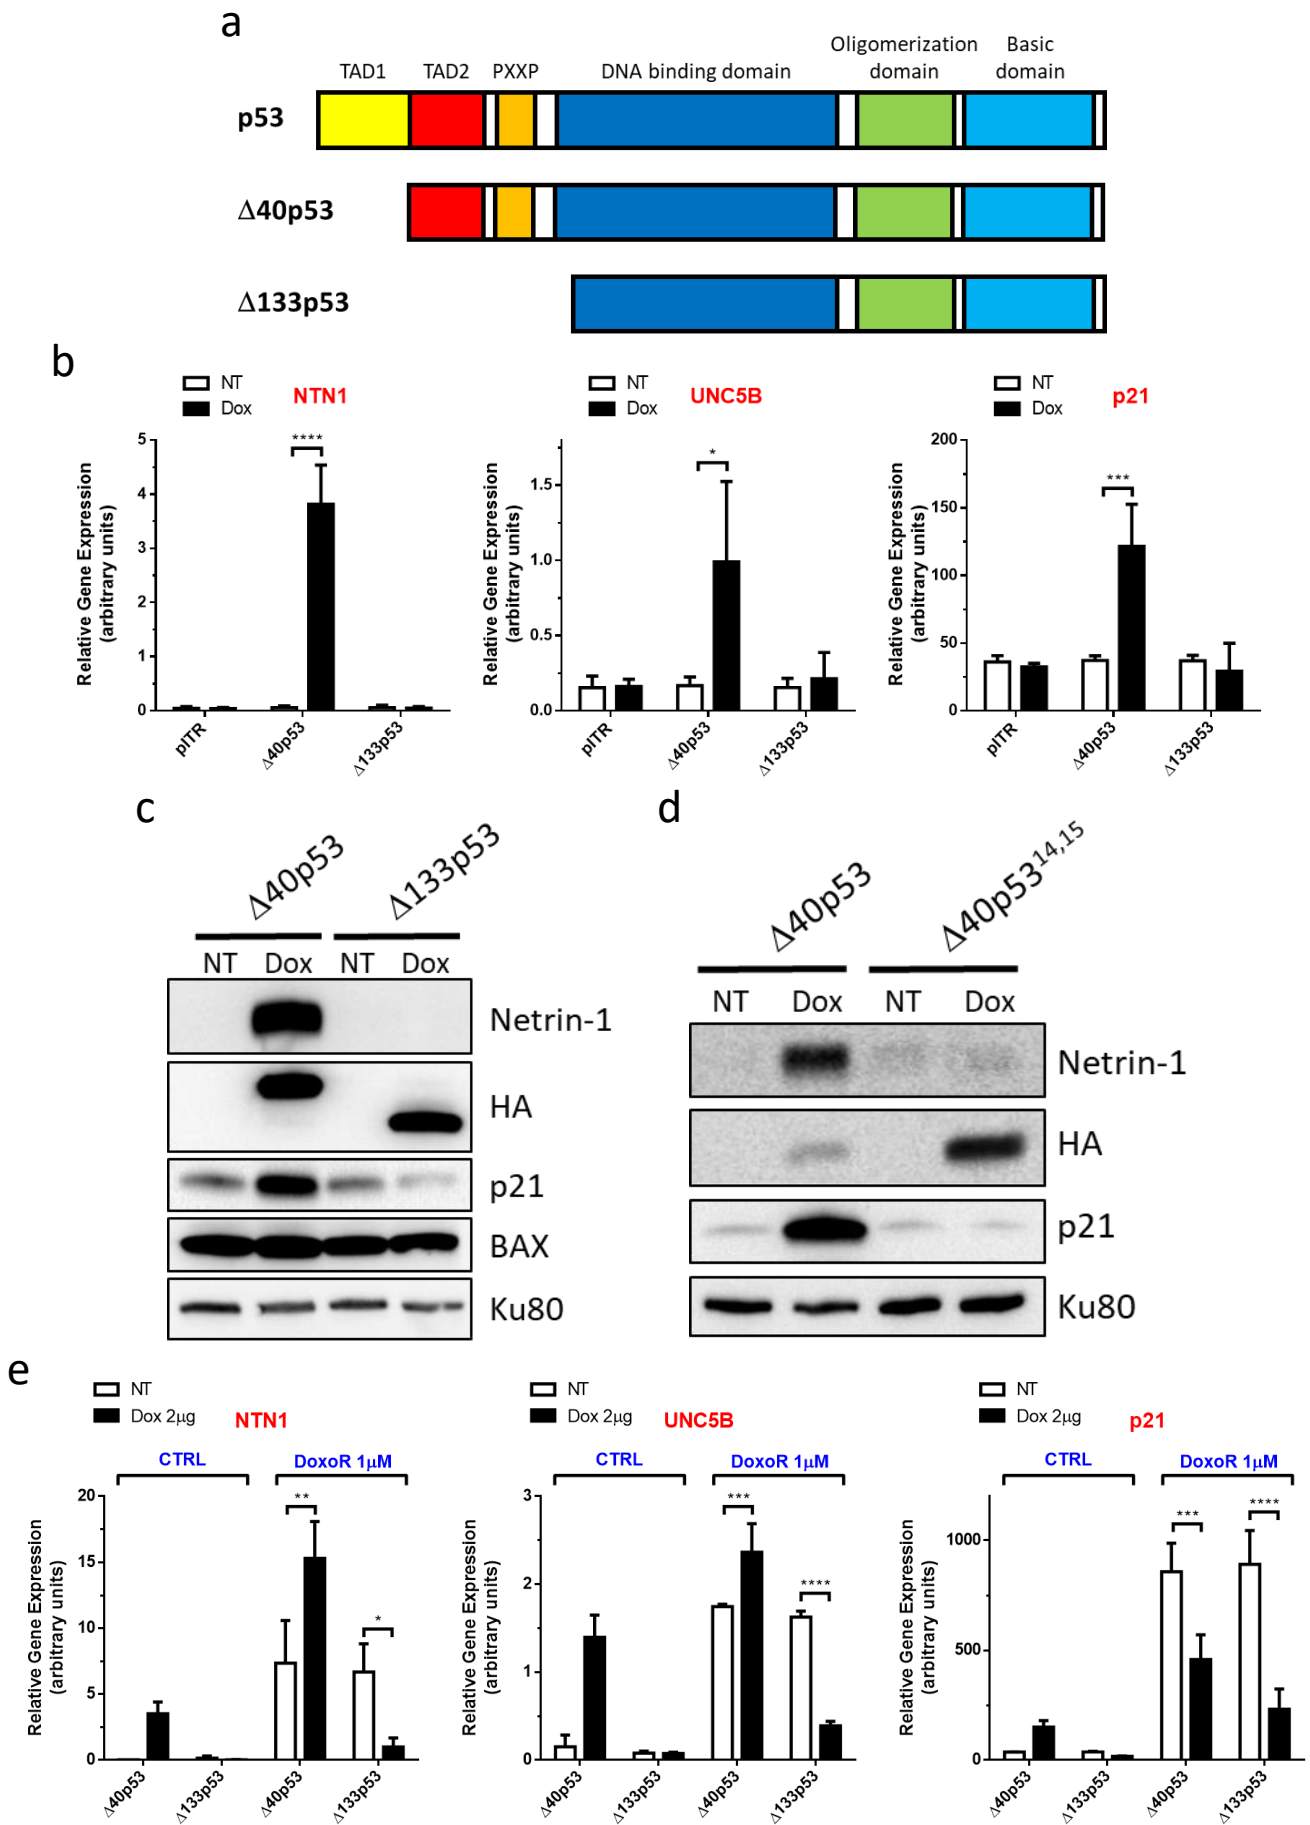 a
Oligomerization Basic
TAD1 TAD2 PXXP DNA binding domain domain domain
p53
Δ40p53
Δ133p53
b
NT
Dox
NTN1
Relative Gene Expression
(arbitrary units)
5
4
3
2
1
0
pITR
Δ40p53
Δ133p53
****
NT
Dox
UNC5B
Relative Gene Expression
(arbitrary units)
1.5
1.0
0.5
0.0
pITR
Δ40p53
Δ133p53
*
NT
Dox
p21
Relative Gene Expression
(arbitrary units)
200
150
100
50
0
pITR
Δ40p53
Δ133p53
***
c
Δ40p53 Δ133p53
NT Dox NT Dox
Netrin-1
HA
p21
BAX
Ku80
d
Δ40p53 Δ40p53¹⁴,¹⁵
NT Dox NT Dox
Netrin-1
HA
p21
Ku80
e
NT
Dox 2µg
NTN1
CTRL DoxoR 1µM
Relative Gene Expression
(arbitrary units)
20
15
10
5
0
** *
Δ40p53 Δ133p53 Δ40p53 Δ133p53
NT
Dox 2µg
UNC5B
CTRL DoxoR 1µM
Relative Gene Expression
(arbitrary units)
3
2
1
0
*** ****
Δ40p53 Δ133p53 Δ40p53 Δ133p53
NT
Dox 2µg
p21
CTRL DoxoR 1µM
Relative Gene Expression
(arbitrary units)
1000
500
0
*** ****
Δ40p53 Δ133p53 Δ40p53 Δ133p53